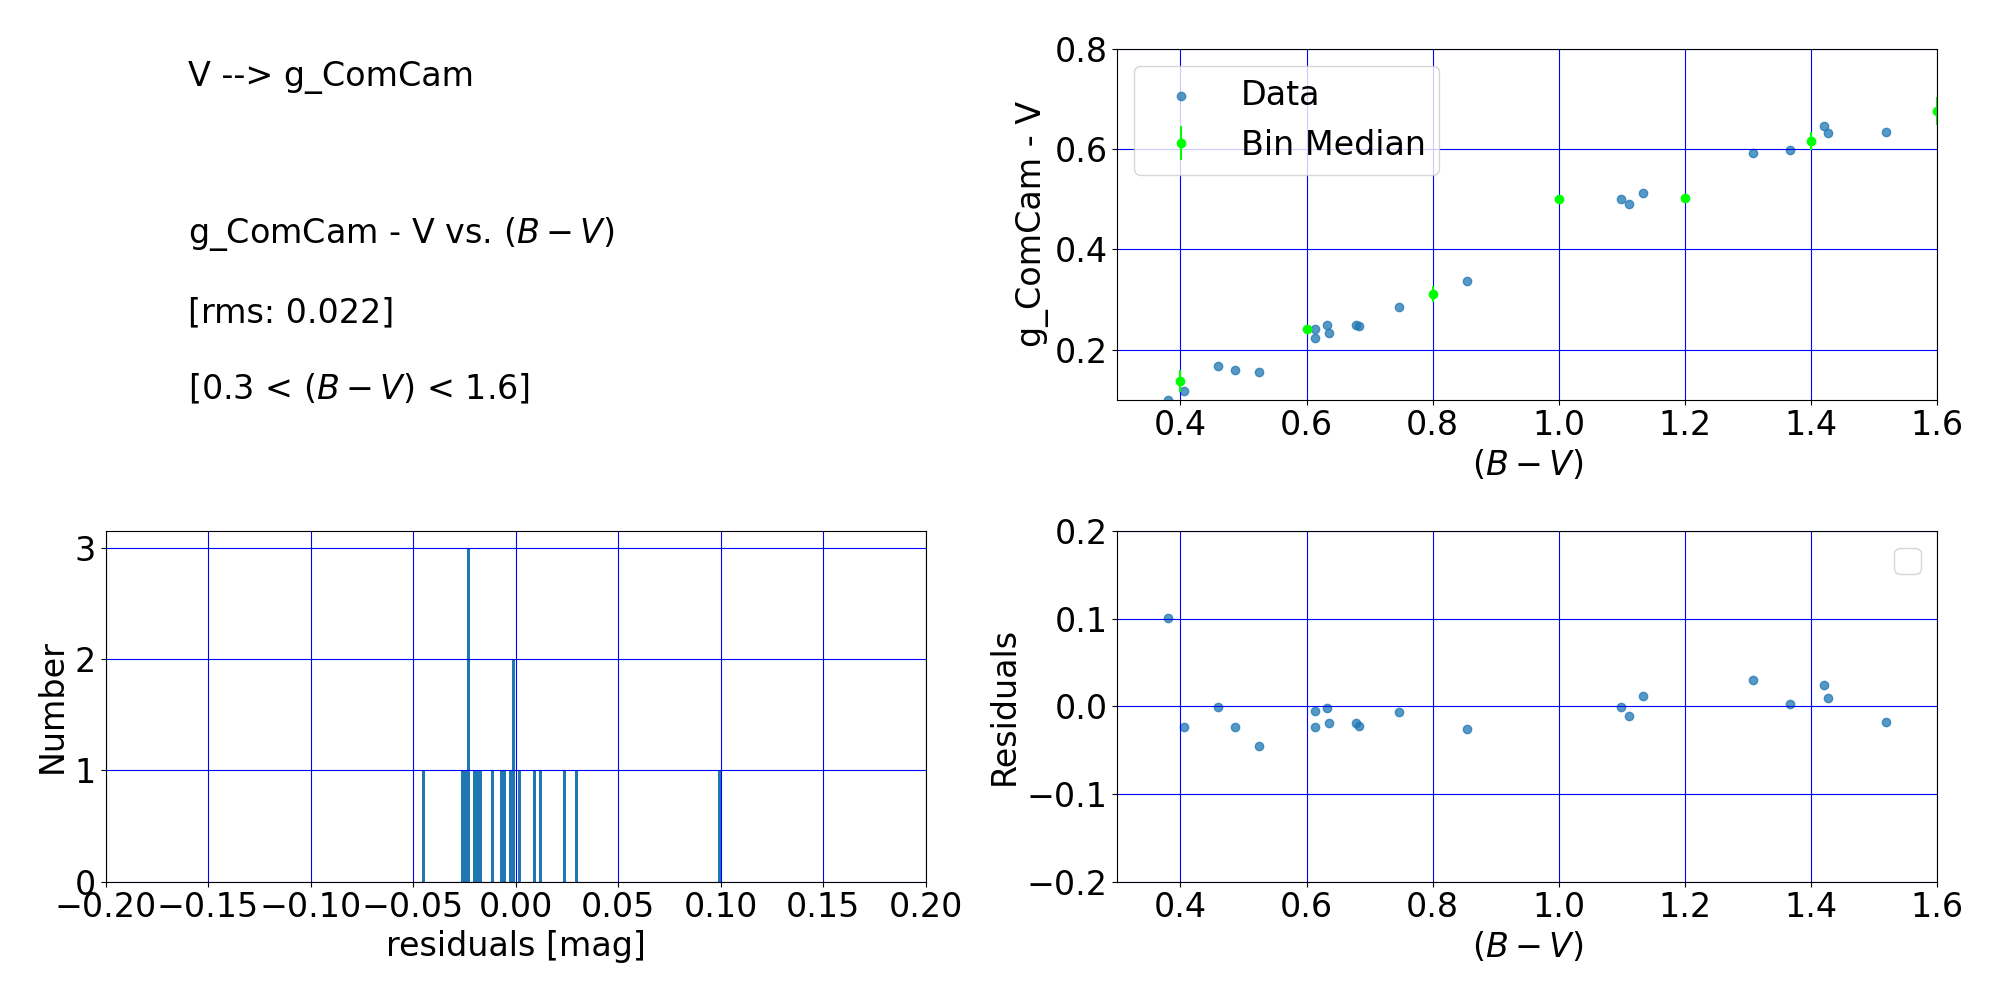 V --> g_ComCam
g_ComCam - V vs. (B − V)
[rms: 0.022]
[0.3 < (B − V) < 1.6]
0.8
0.6
0.4
0.2
g_ComCam - V
Data
Bin Median
0.4 0.6 0.8 1.0 1.2 1.4 1.6
(B − V)
3
2
1
0
Number
−0.20 −0.15 −0.10 −0.05 0.00 0.05 0.10 0.15 0.20
residuals [mag]
0.2
0.1
0.0
−0.1
−0.2
Residuals
0.4 0.6 0.8 1.0 1.2 1.4 1.6
(B − V)